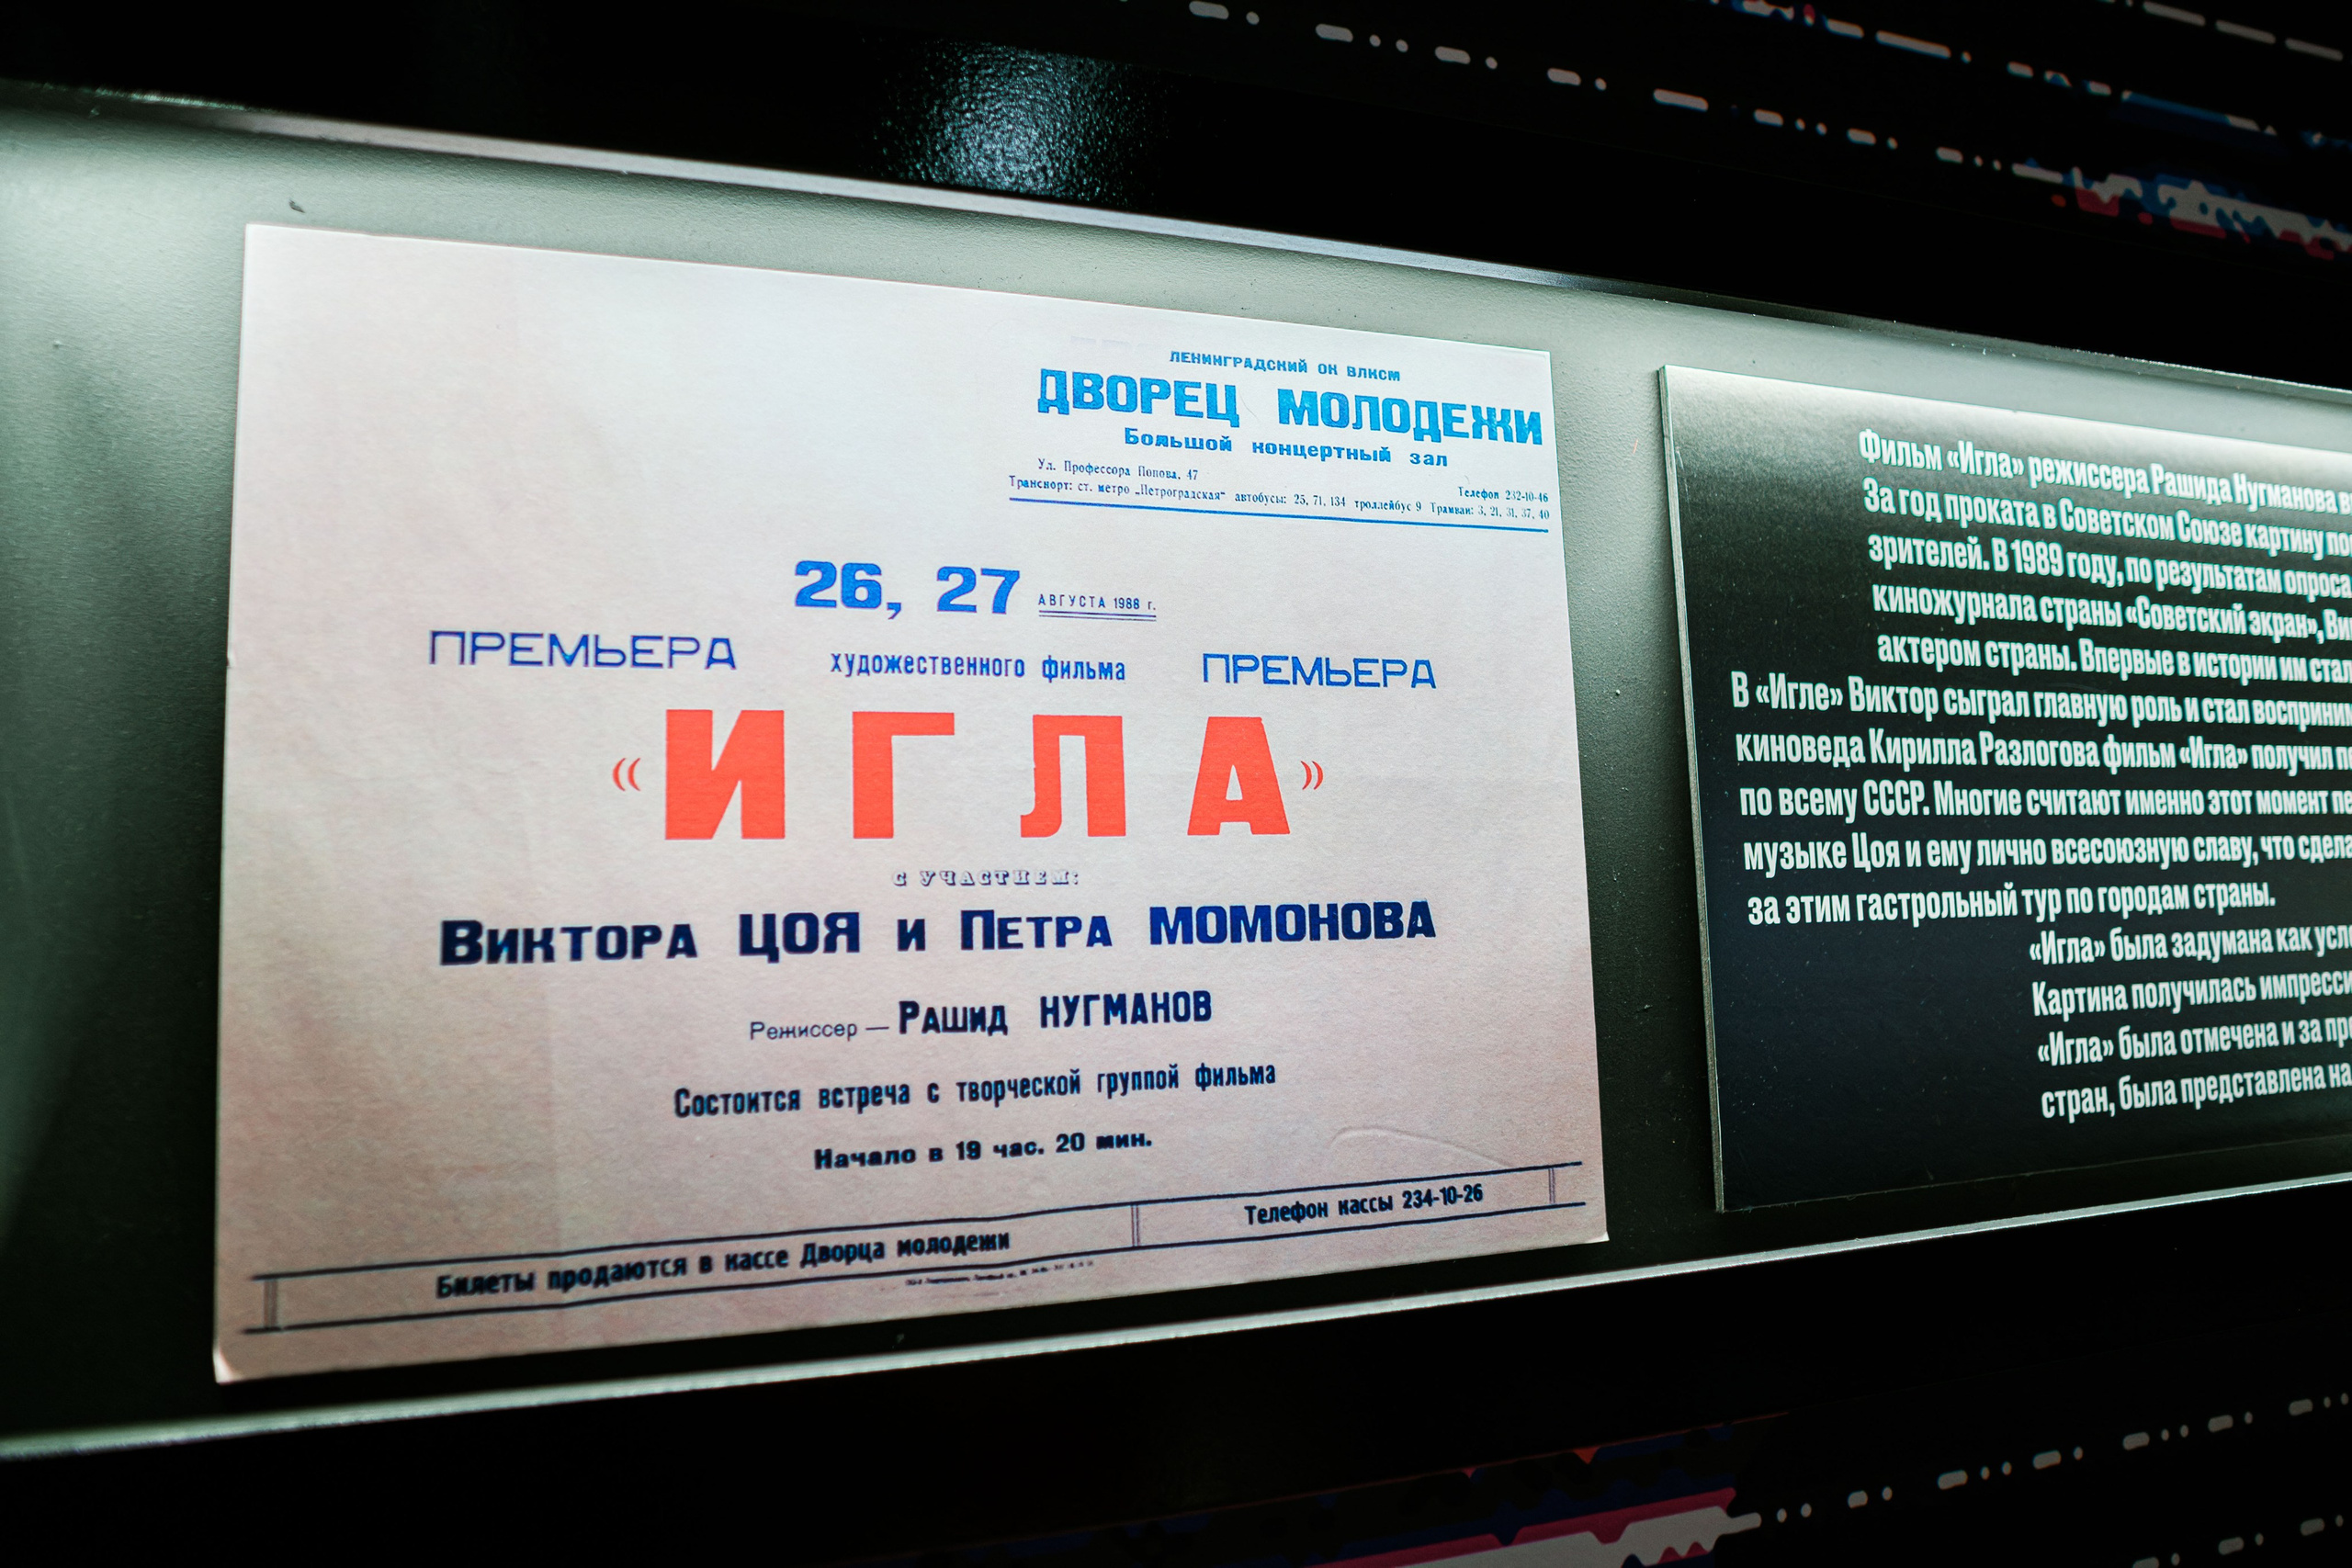 ЛЕНИНГРАДСКИЙ ОК ВЛКСМ
ДВОРЕЦ МОЛОДЕЖИ
Большой концертный зал
Ул. Профессора Попова, 47
Телефон 232-10-46
Транспорт: ст. метро „Петроградская“ автобусы: 25, 71, 134 троллейбус 9 Трамваи: 3, 21, 31, 37, 40
26, 27 АВГУСТА 1988 г.
ПРЕМЬЕРА художественного фильма ПРЕМЬЕРА
«ИГЛА»
С УЧАСТИЕМ:
Виктора ЦОЯ и Петра МОМОНОВА
Режиссер — Рашид НУГМАНОВ
Состоится встреча с творческой группой фильма
Начало в 19 час. 20 мин.
Билеты продаются в кассе Дворца молодежи
Телефон кассы 234-10-26
Фильм «Игла» режиссера Рашида Нугманова
За год проката в Советском Союзе картину
зрителей. В 1989 году, по результатам опроса
киножурнала страны «Советский экран»,
актером страны. Впервые в истории им
В «Игле» Виктор сыграл главную роль и стал
киноведа Кирилла Разлогова фильм «Игла» получил
по всему СССР. Многие считают именно этот момент
музыке Цоя и ему лично всесоюзную славу, что
за этим гастрольный тур по городам страны.
«Игла» была задумана как
Картина получилась
«Игла» была отмечена и за
стран, была представлена на